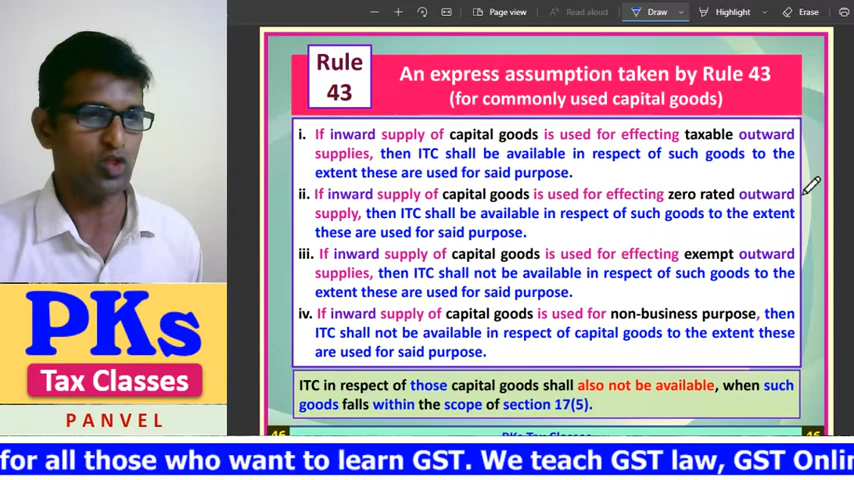 Page view
Read aloud
Draw
Highlight
Erase
Rule
43
An express assumption taken by Rule 43
(for commonly used capital goods)
i. If inward supply of capital goods is used for effecting taxable outward
supplies, then ITC shall be available in respect of such goods to the
extent these are used for said purpose.
ii. If inward supply of capital goods is used for effecting zero rated outward
supply, then ITC shall be available in respect of such goods to the extent
these are used for said purpose.
iii. If inward supply of capital goods is used for effecting exempt outward
supplies, then ITC shall not be available in respect of such goods to the
extent these are used for said purpose.
iv. If inward supply of capital goods is used for non-business purpose, then
ITC shall not be available in respect of capital goods to the extent these
are used for said purpose.
ITC in respect of those capital goods shall also not be available, when such
goods falls within the scope of section 17(5).
46 PKs Tax Classes 46
PKs
Tax Classes
PANVEL
for all those who want to learn GST. We teach GST law, GST Onlin